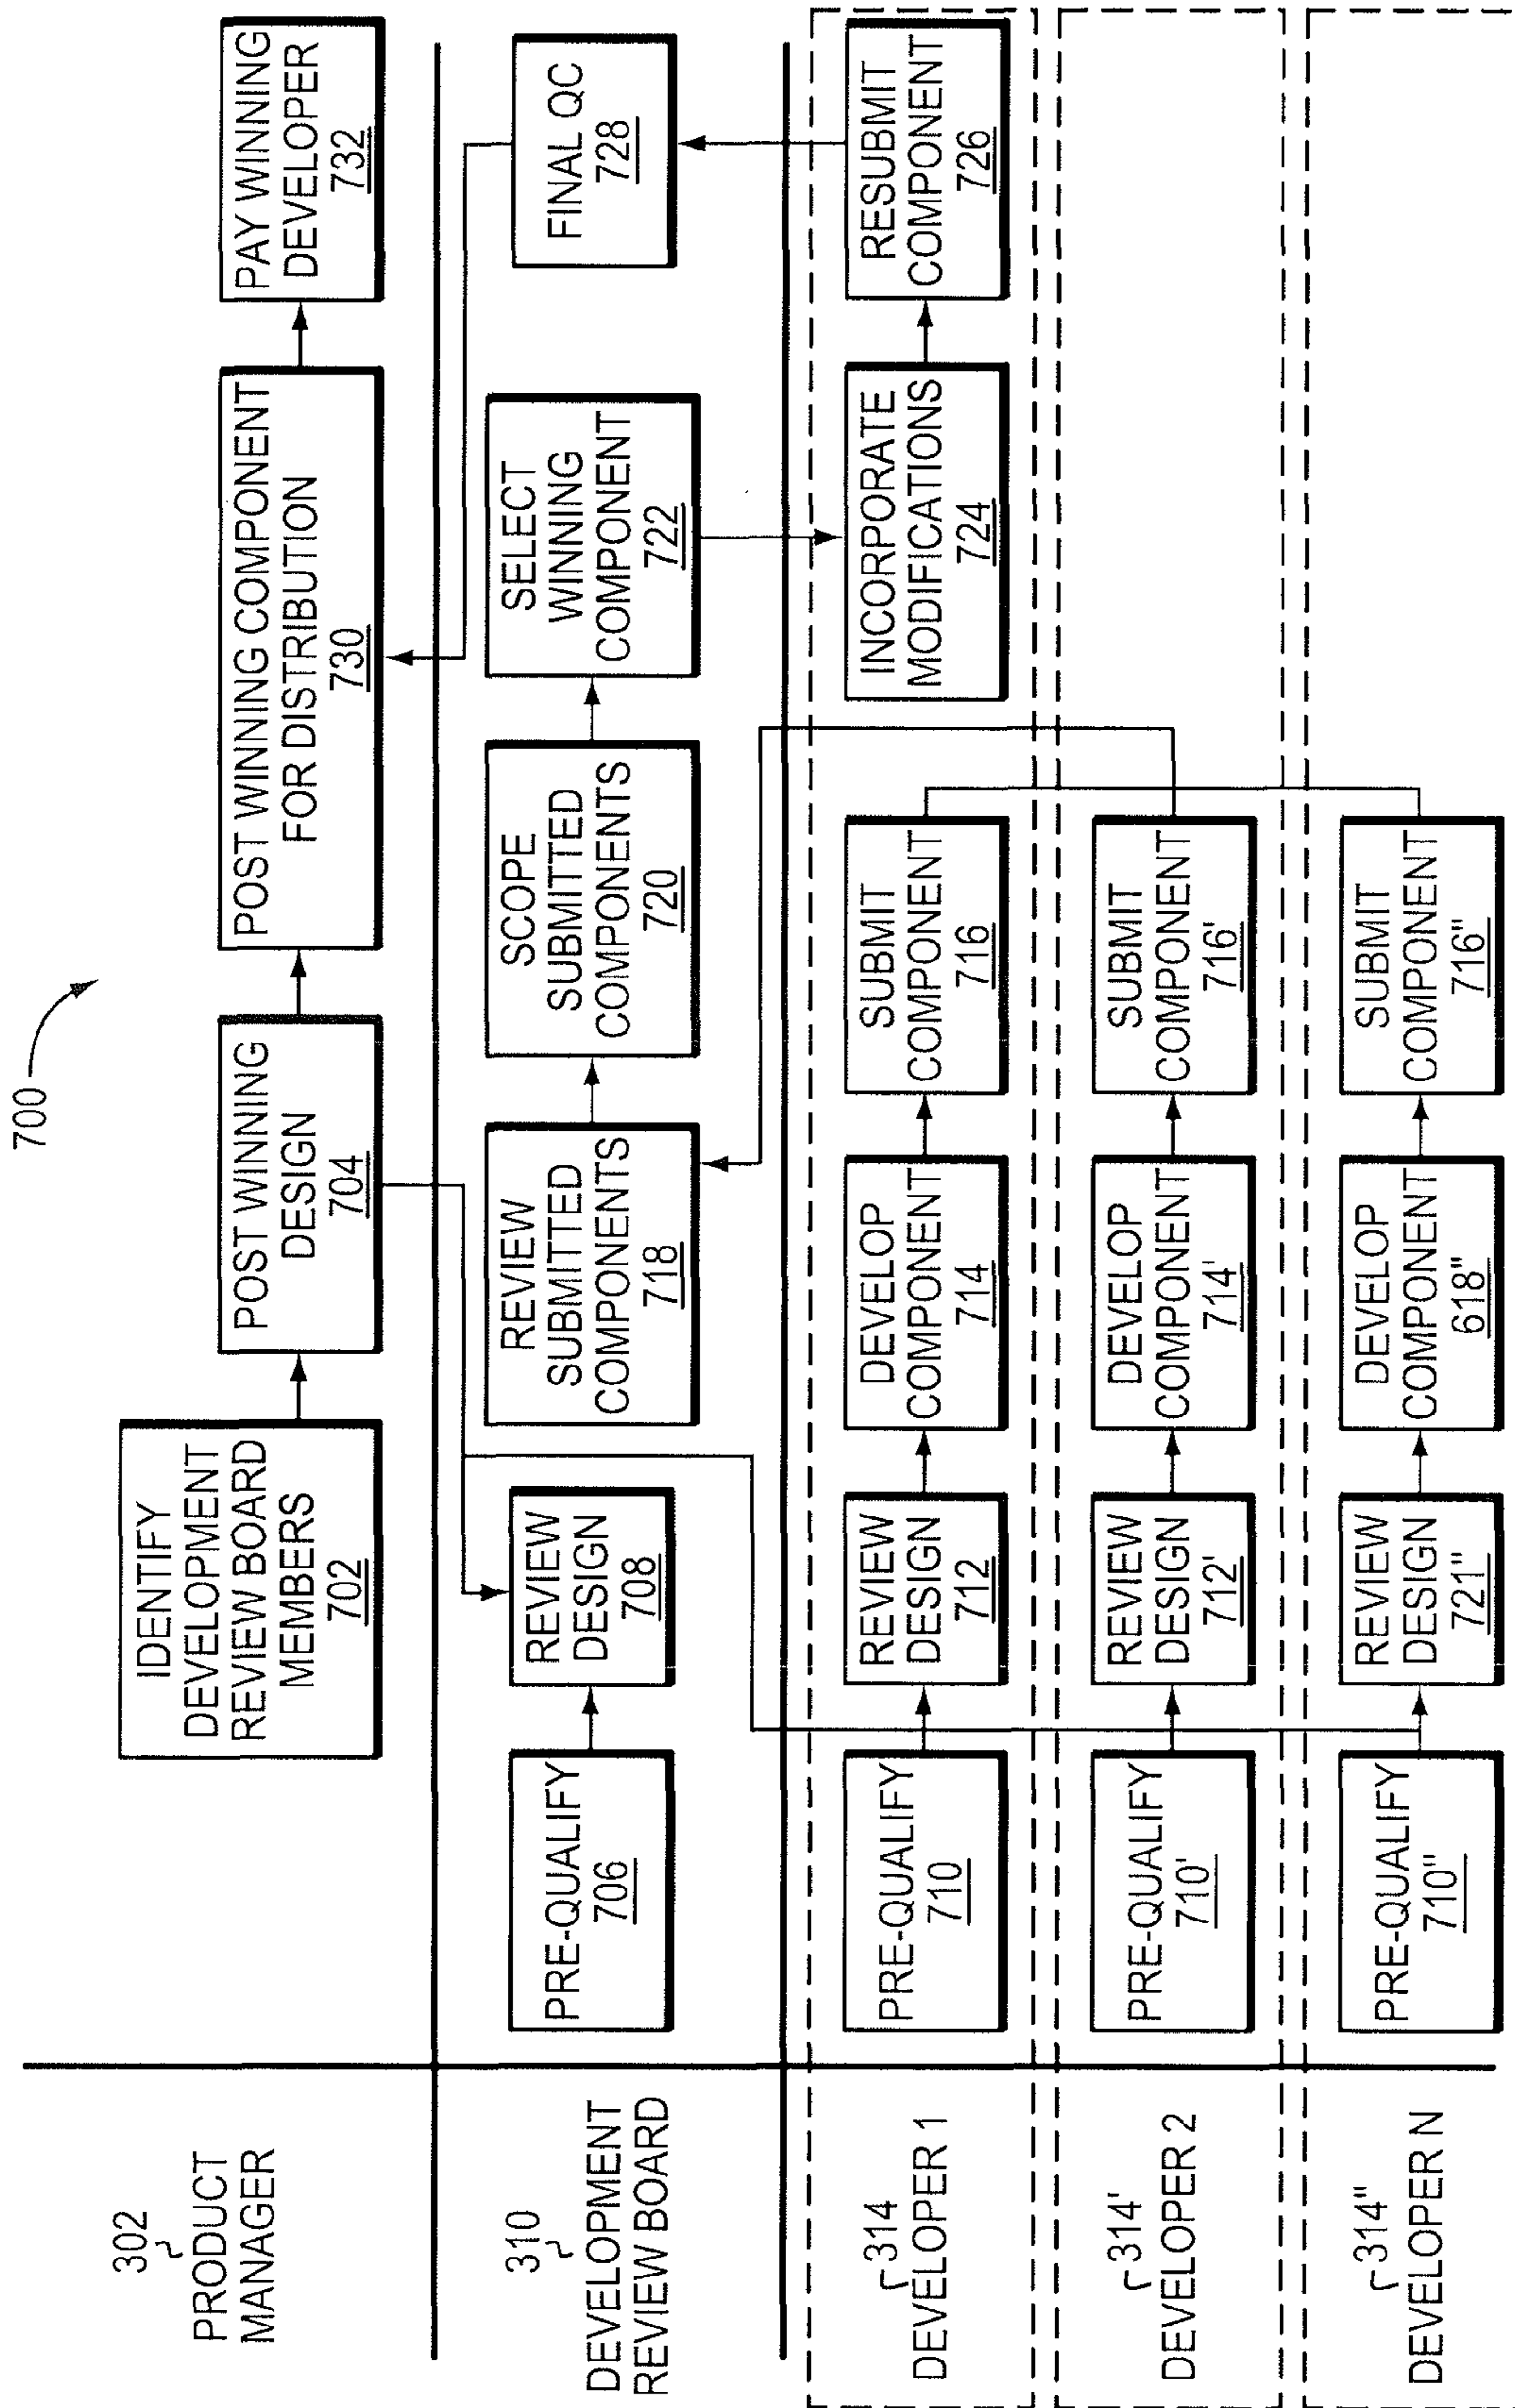 700
302
PRODUCT
MANAGER
IDENTIFY
DEVELOPMENT
REVIEW BOARD
MEMBERS
702
POST WINNING
DESIGN
704
POST WINNING COMPONENT
FOR DISTRIBUTION
730
PAY WINNING
DEVELOPER
732
310
DEVELOPMENT
REVIEW BOARD
PRE-QUALIFY
706
REVIEW
DESIGN
708
REVIEW
SUBMITTED
COMPONENTS
718
SCOPE
SUBMITTED
COMPONENTS
720
SELECT
WINNING
COMPONENT
722
FINAL QC
728
314
DEVELOPER 1
PRE-QUALIFY
710
REVIEW
DESIGN
712
DEVELOP
COMPONENT
714
SUBMIT
COMPONENT
716
INCORPORATE
MODIFICATIONS
724
RESUBMIT
COMPONENT
726
314'
DEVELOPER 2
PRE-QUALIFY
710'
REVIEW
DESIGN
712'
DEVELOP
COMPONENT
714'
SUBMIT
COMPONENT
716'
314"
DEVELOPER N
PRE-QUALIFY
710"
REVIEW
DESIGN
721"
DEVELOP
COMPONENT
618"
SUBMIT
COMPONENT
716"